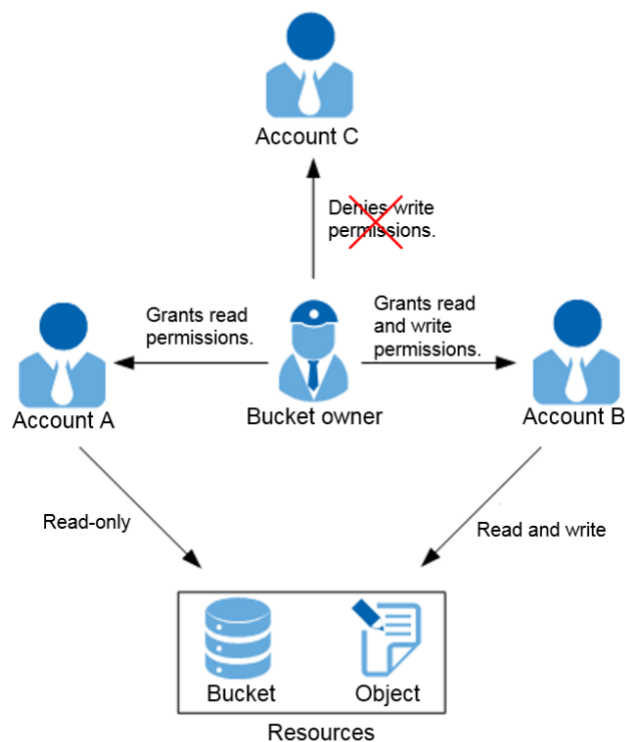 Account C
Denies write
permissions.
Grants read
permissions.
Grants read
and write
permissions.
Account A
Bucket owner
Account B
Read-only
Read and write
Bucket
Object
Resources